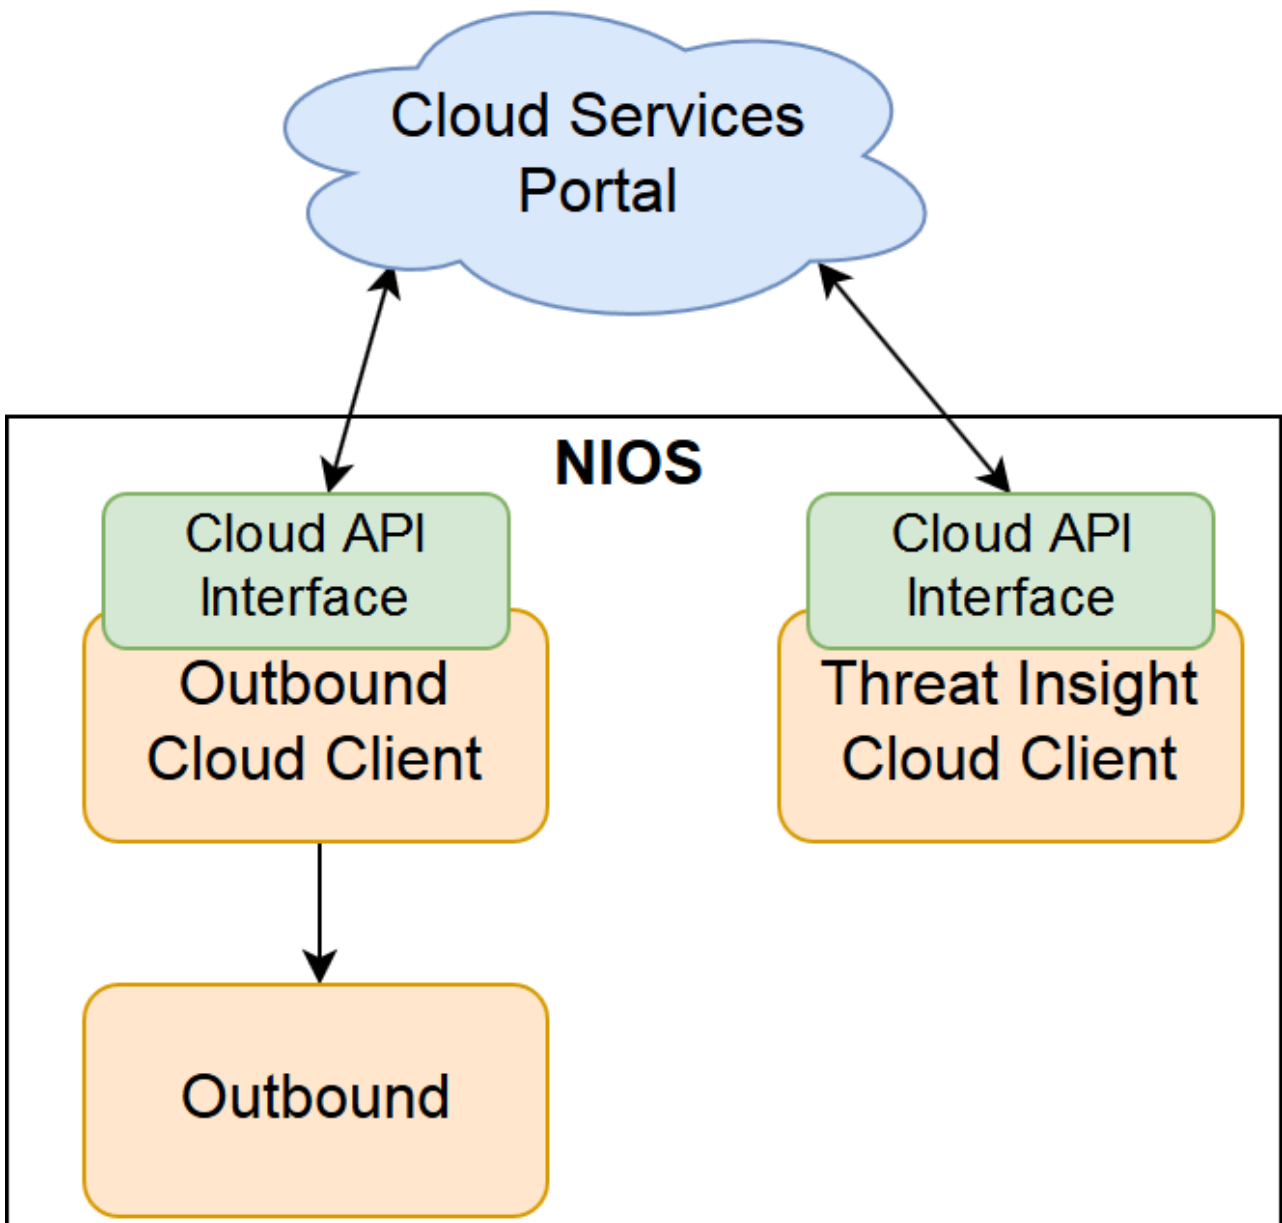 Cloud Services
Portal
NIOS
Cloud API
Interface
Outbound
Cloud Client
Cloud API
Interface
Threat Insight
Cloud Client
Outbound